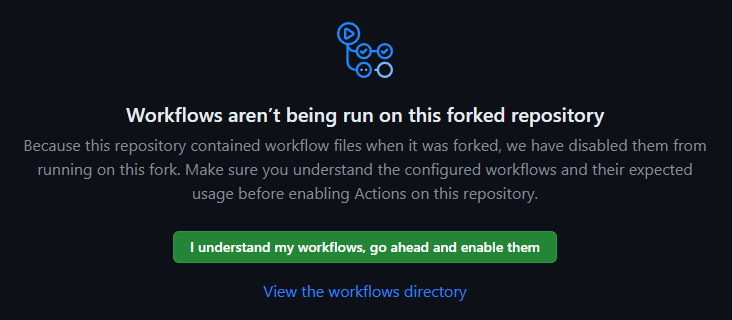 Workflows aren’t being run on this forked repository
Because this repository contained workflow files when it was forked, we have disabled them from
running on this fork. Make sure you understand the configured workflows and their expected
usage before enabling Actions on this repository.
I understand my workflows, go ahead and enable them
View the workflows directory